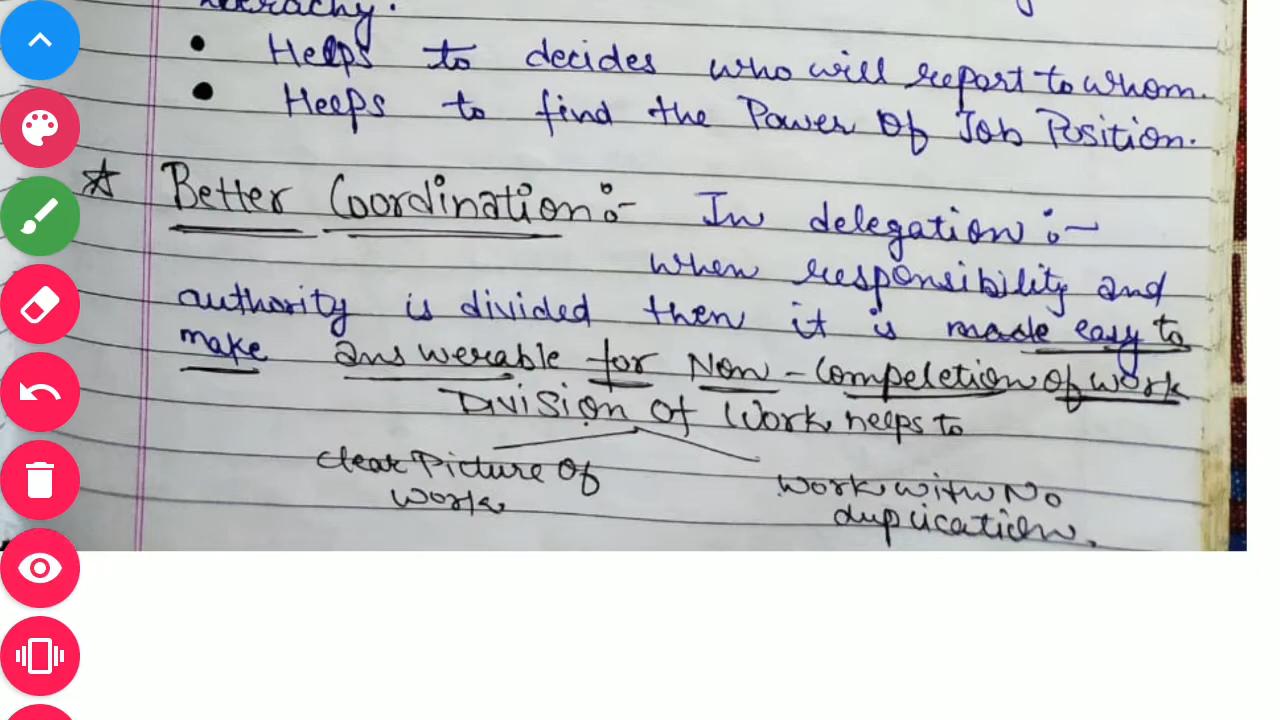 hierarchy.
• Helps to decides who will report to whom.
• Helps to find the Power of Job Position.
☆ Better Coordination :- In delegation :-
when responsibility and
authority is divided then it is made easy to
make answerable for Non - Compeletion of work
Division of Work helps to
clear Picture of
work
work with No
duplication.